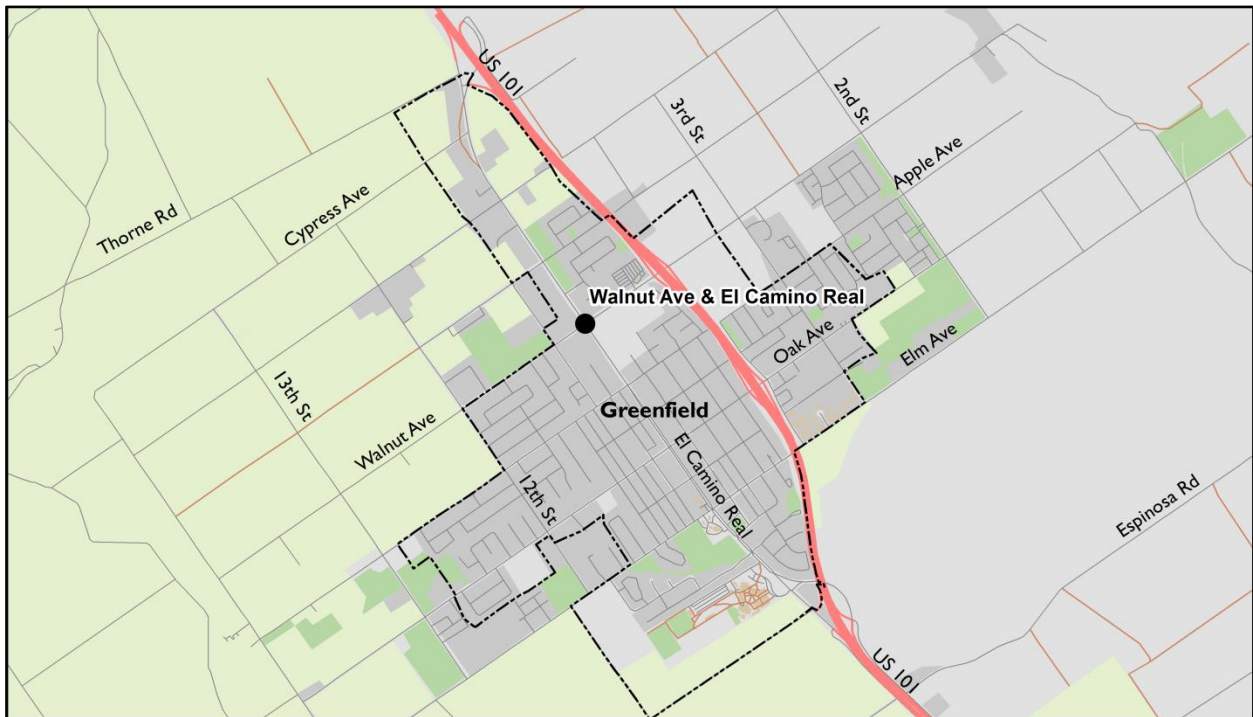 US 101
3rd St
2nd St
Apple Ave
Thorne Rd
Cypress Ave
Walnut Ave & El Camino Real
Oak Ave
Elm Ave
13th St
Walnut Ave
Greenfield
El Camino Real
12th St
Espinosa Rd
US 101